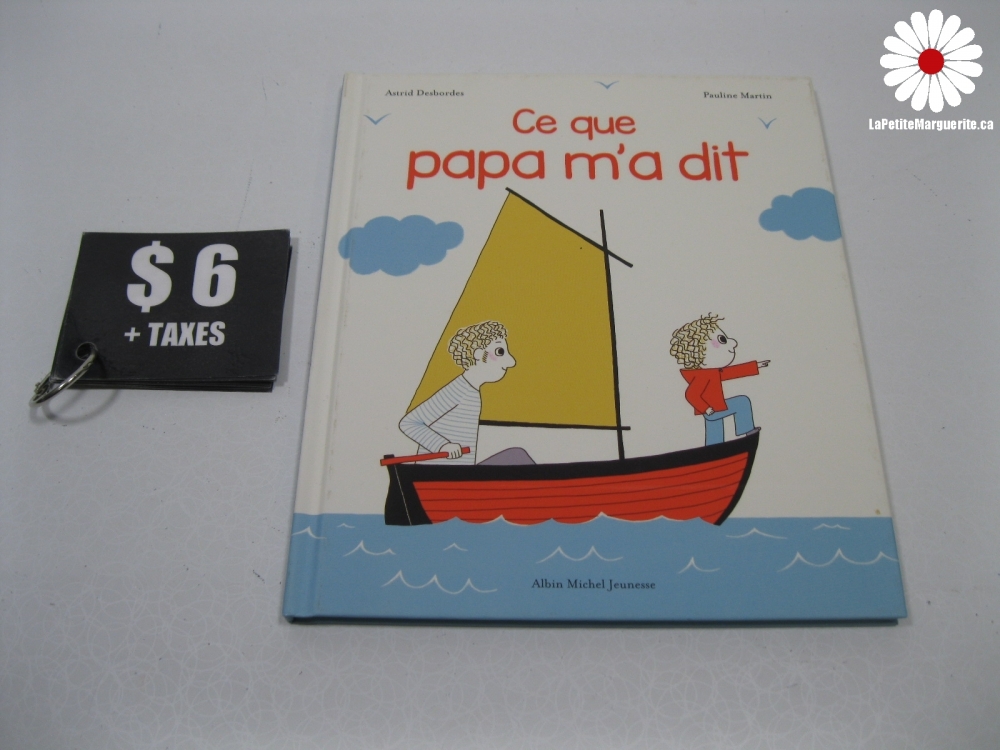 LaPetiteMarguerite.ca
Astrid Desbordes
Pauline Martin
Ce que
papa m'a dit
$ 6
+ TAXES
Albin Michel Jeunesse